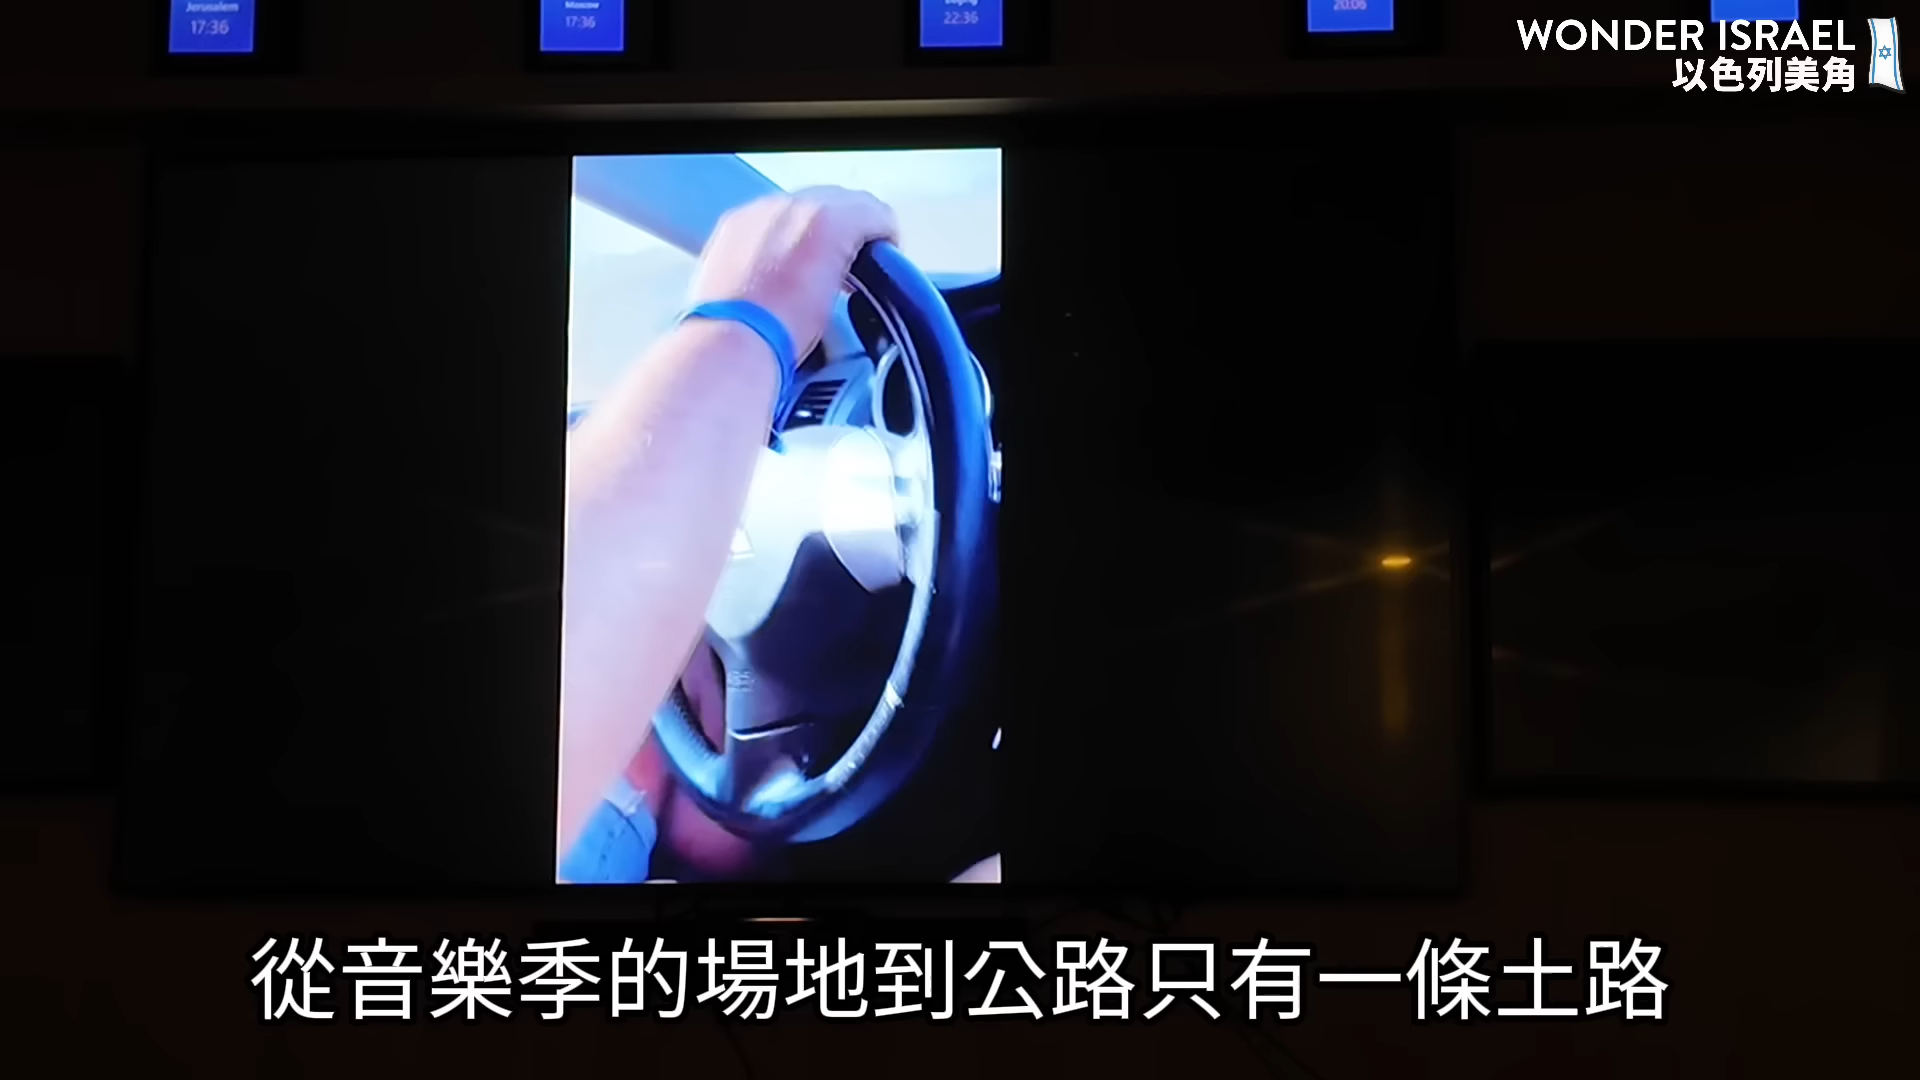 Jerusalem
17:36
Moscow
17:36
Beijing
22:36
20:06
WONDER ISRAEL
以色列美角
從音樂季的場地到公路只有一條土路